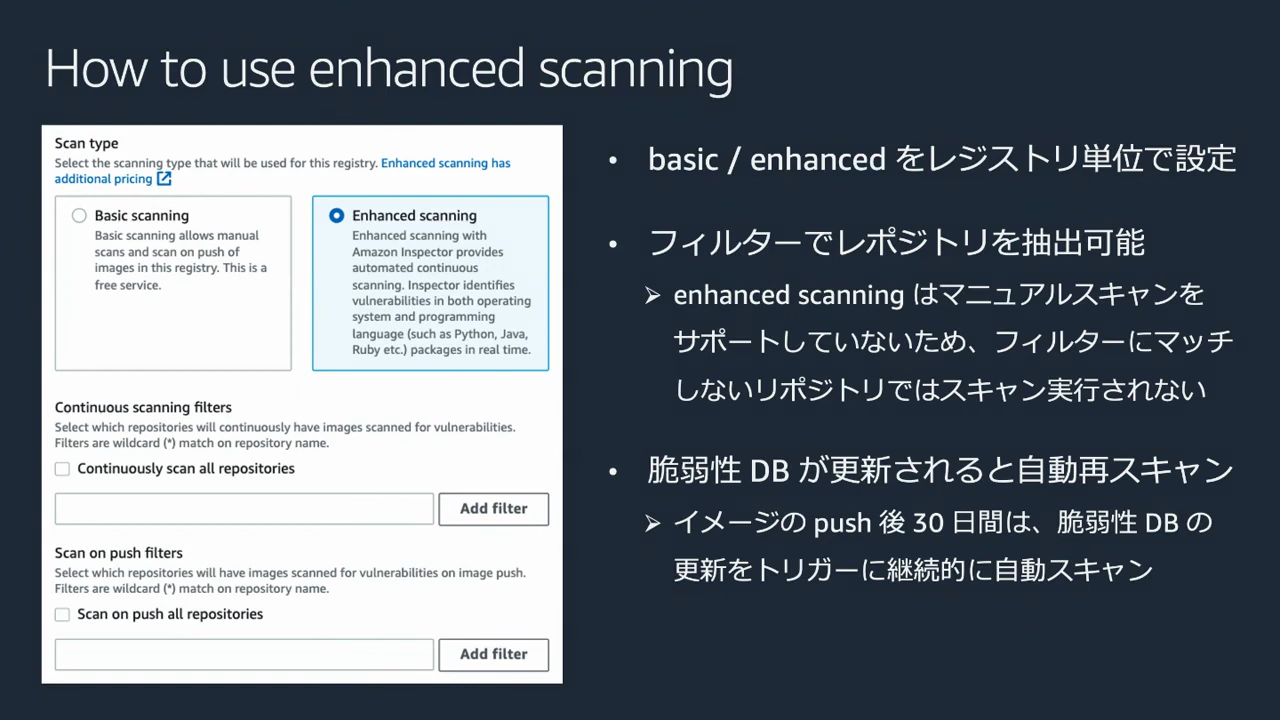 How to use enhanced scanning
Scan type
Select the scanning type that will be used for this registry. Enhanced scanning has
additional pricing
Basic scanning
Basic scanning allows manual
scans and scan on push of
images in this registry. This is a
free service.
Enhanced scanning
Enhanced scanning with
Amazon Inspector provides
automated continuous
scanning. Inspector identifies
vulnerabilities in both operating
system and programming
language (such as Python, Java,
Ruby etc.) packages in real time.
Continuous scanning filters
Select which repositories will continuously have images scanned for vulnerabilities.
Filters are wildcard (*) match on repository name.
Continuously scan all repositories
Add filter
Scan on push filters
Select which repositories will have images scanned for vulnerabilities on image push.
Filters are wildcard (*) match on repository name.
Scan on push all repositories
Add filter
• basic / enhanced をレジストリ単位で設定
• フィルターでレポジトリを抽出可能
➢ enhanced scanning はマニュアルスキャンを
サポートしていないため、フィルターにマッチ
しないリポジトリではスキャン実行されない
• 脆弱性 DB が更新されると自動再スキャン
➢ イメージの push 後 30 日間は、脆弱性 DB の
更新をトリガーに継続的に自動スキャン